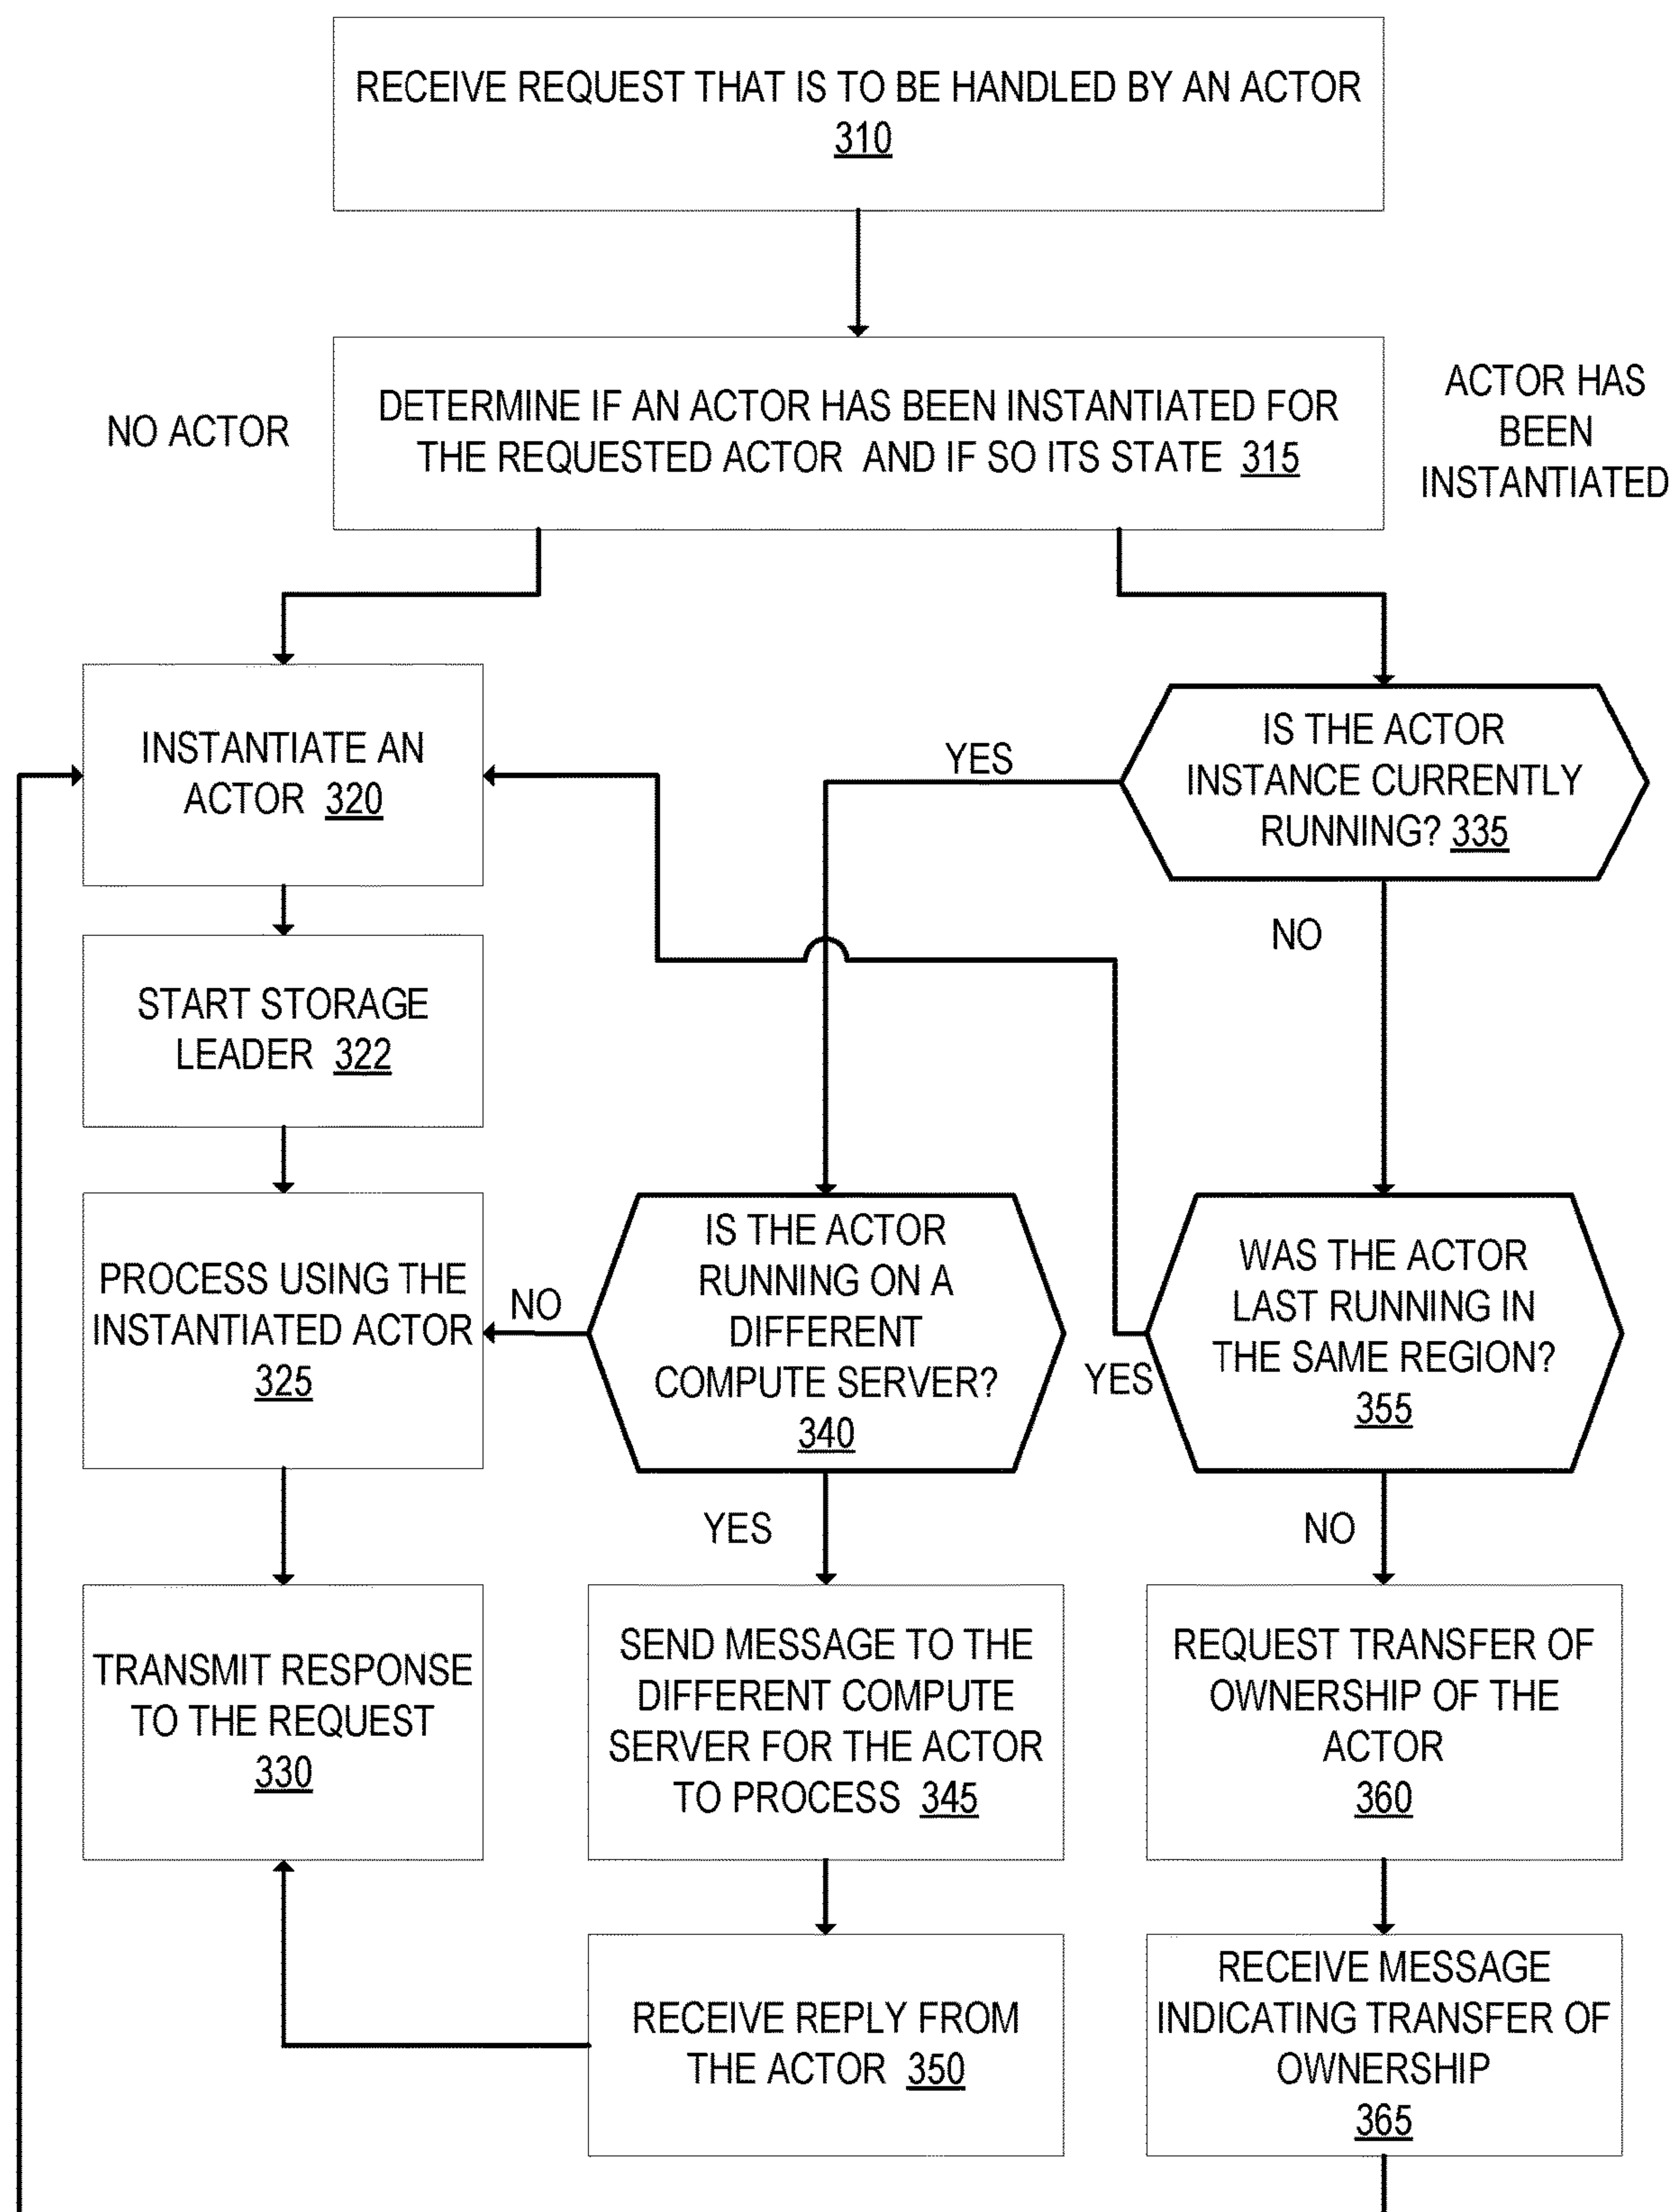 RECEIVE REQUEST THAT IS TO BE HANDLED BY AN ACTOR
310
NO ACTOR
DETERMINE IF AN ACTOR HAS BEEN INSTANTIATED FOR
THE REQUESTED ACTOR AND IF SO ITS STATE 315
ACTOR HAS
BEEN
INSTANTIATED
INSTANTIATE AN
ACTOR 320
YES
IS THE ACTOR
INSTANCE CURRENTLY
RUNNING? 335
NO
START STORAGE
LEADER 322
PROCESS USING THE
INSTANTIATED ACTOR
325
NO
IS THE ACTOR
RUNNING ON A
DIFFERENT
COMPUTE SERVER?
340
YES
WAS THE ACTOR
LAST RUNNING IN
THE SAME REGION?
355
YES
NO
TRANSMIT RESPONSE
TO THE REQUEST
330
SEND MESSAGE TO THE
DIFFERENT COMPUTE
SERVER FOR THE ACTOR
TO PROCESS 345
REQUEST TRANSFER OF
OWNERSHIP OF THE
ACTOR
360
RECEIVE REPLY FROM
THE ACTOR 350
RECEIVE MESSAGE
INDICATING TRANSFER OF
OWNERSHIP
365